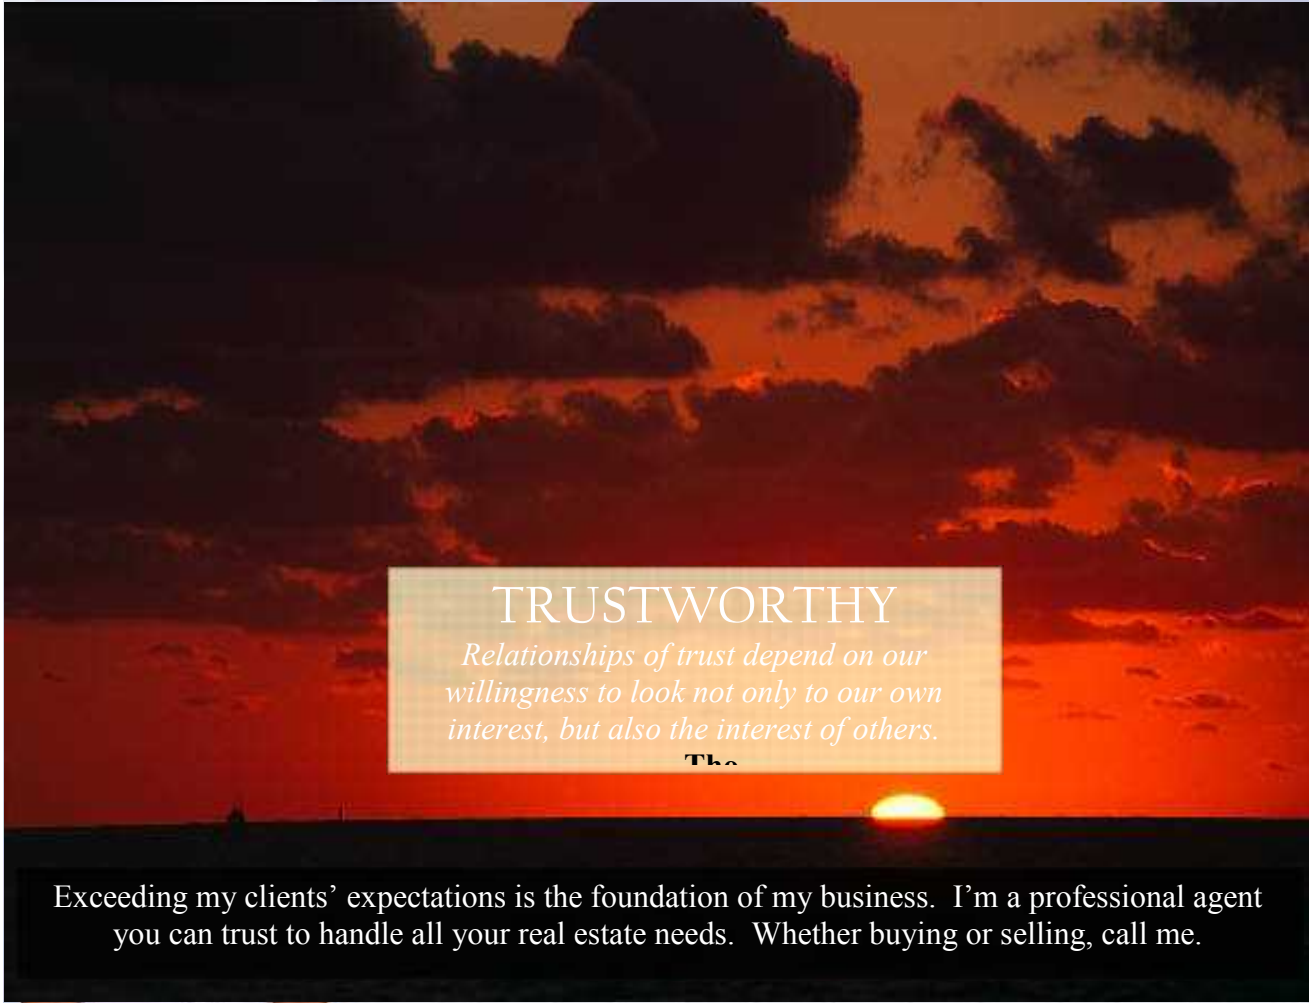 TRUSTWORTHY
Relationships of trust depend on our
willingness to look not only to our own
interest, but also the interest of others.
The
Exceeding my clients’ expectations is the foundation of my business.  I’m a professional agent
you can trust to handle all your real estate needs.  Whether buying or selling, call me.